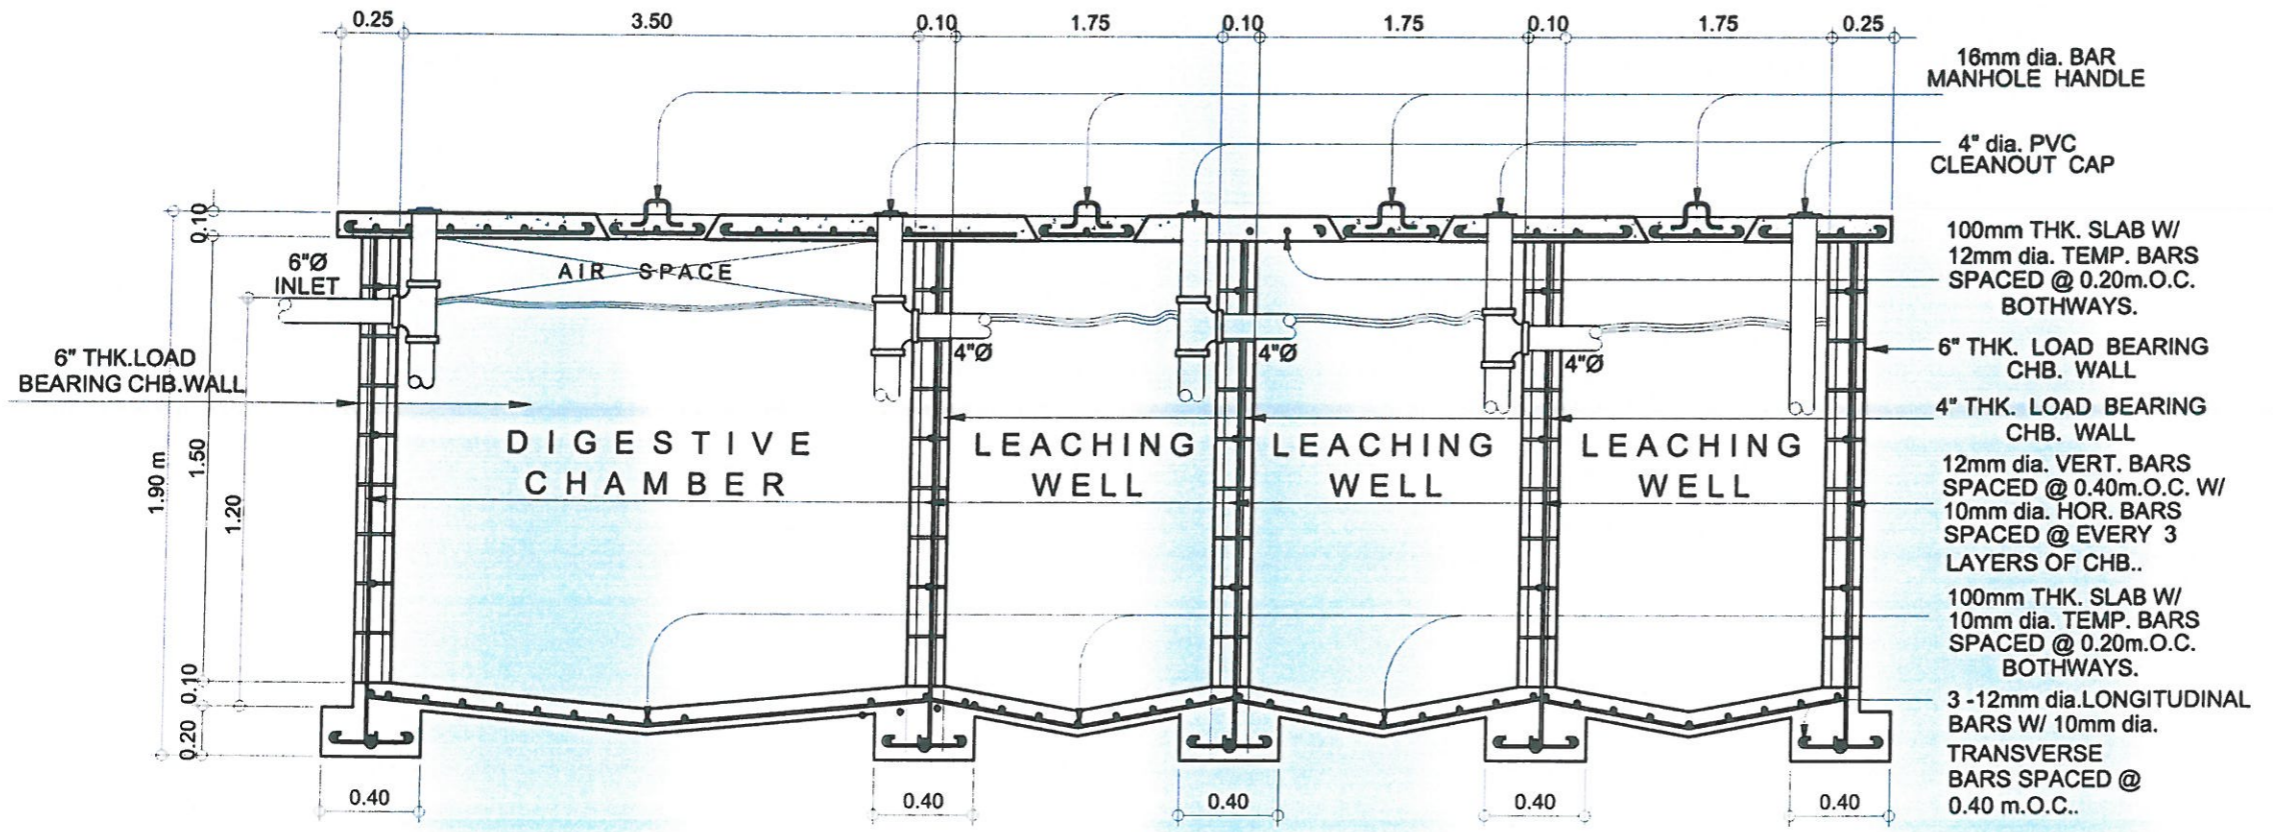 0.25
3.50
0.10
1.75
0.10
1.75
0.10
1.75
0.25
16mm dia. BAR
MANHOLE HANDLE
4" dia. PVC
CLEANOUT CAP
0.10
100mm THK. SLAB W/
12mm dia. TEMP. BARS
SPACED @ 0.20m.O.C.
BOTHWAYS.
6"Ø
INLET
AIR SPACE
6" THK.LOAD
BEARING CHB.WALL
4"Ø
4"Ø
4"Ø
6" THK. LOAD BEARING
CHB. WALL
4" THK. LOAD BEARING
CHB. WALL
DIGESTIVE
CHAMBER
LEACHING
WELL
LEACHING
WELL
LEACHING
WELL
1.90 m
1.50
1.20
12mm dia. VERT. BARS
SPACED @ 0.40m.O.C. W/
10mm dia. HOR. BARS
SPACED @ EVERY 3
LAYERS OF CHB..
100mm THK. SLAB W/
10mm dia. TEMP. BARS
SPACED @ 0.20m.O.C.
BOTHWAYS.
0.10
0.20
3 -12mm dia.LONGITUDINAL
BARS W/ 10mm dia.
TRANSVERSE
BARS SPACED @
0.40 m.O.C..
0.40
0.40
0.40
0.40
0.40